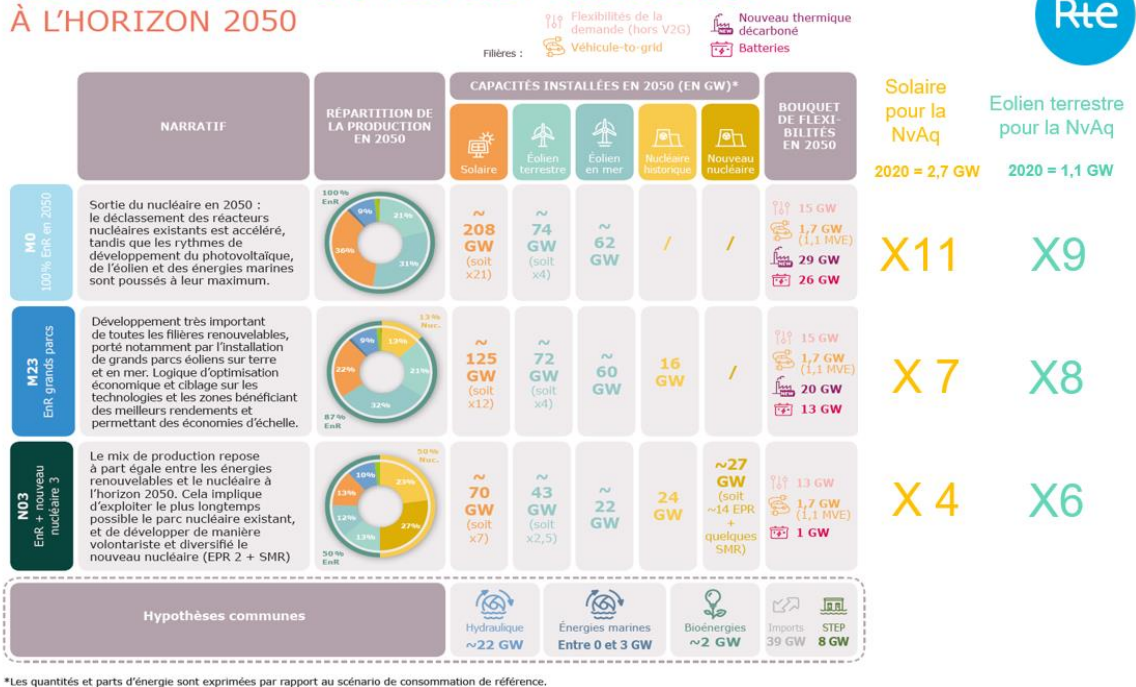 À L'HORIZON 2050
Filières :
Flexibilités de la
demande (hors V2G)
Véhicule-to-grid
Nouveau thermique
décarboné
Batteries
Rte
NARRATIF
RÉPARTITION DE
LA PRODUCTION
EN 2050
CAPACITÉS INSTALLÉES EN 2050 (EN GW)*
Solaire
Éolien
terrestre
Éolien
en mer
Nucléaire
historique
Nouveau
nucléaire
BOUQUET
DE FLEXI-
BILITÉS
EN 2050
Solaire
pour la
NvAq
2020 = 2,7 GW
Eolien terrestre
pour la NvAq
2020 = 1,1 GW
M0
100% EnR en 2050
Sortie du nucléaire en 2050 :
le déclassement des réacteurs
nucléaires existants est accéléré,
tandis que les rythmes de
développement du photovoltaïque,
de l'éolien et des énergies marines
sont poussés à leur maximum.
100%
EnR
9%
21%
36%
31%
~
208
GW
(soit
x21)
~
74
GW
(soit
x4)
~
62
GW
/
/
15 GW
1,7 GW
(1,1 MVE)
29 GW
26 GW
X11
X9
M23
EnR grands parcs
Développement très important
de toutes les filières renouvelables,
porté notamment par l'installation
de grands parcs éoliens sur terre
et en mer. Logique d'optimisation
économique et ciblage sur les
technologies et les zones bénéficiant
des meilleurs rendements et
permettant des économies d'échelle.
13%
Nuc.
9%
13%
22%
21%
32%
87%
EnR
~
125
GW
(soit
x12)
~
72
GW
(soit
x4)
~
60
GW
16
GW
/
15 GW
1,7 GW
(1,1 MVE)
20 GW
13 GW
X 7
X8
N03
EnR + nouveau
nucléaire 3
Le mix de production repose
à part égale entre les énergies
renouvelables et le nucléaire à
l'horizon 2050. Cela implique
d'exploiter le plus longtemps
possible le parc nucléaire existant,
et de développer de manière
volontariste et diversifié le
nouveau nucléaire (EPR 2 + SMR)
50%
Nuc.
10%
23%
13%
12%
27%
13%
50%
EnR
~
70
GW
(soit
x7)
~
43
GW
(soit
x2,5)
~
22
GW
24
GW
~27
GW
(soit
~14 EPR
+
quelques
SMR)
13 GW
1,7 GW
(1,1 MVE)
1 GW
X 4
X6
Hypothèses communes
Hydraulique
~22 GW
Énergies marines
Entre 0 et 3 GW
Bioénergies
~2 GW
Imports
39 GW
STEP
8 GW
*Les quantités et parts d'énergie sont exprimées par rapport au scénario de consommation de référence.